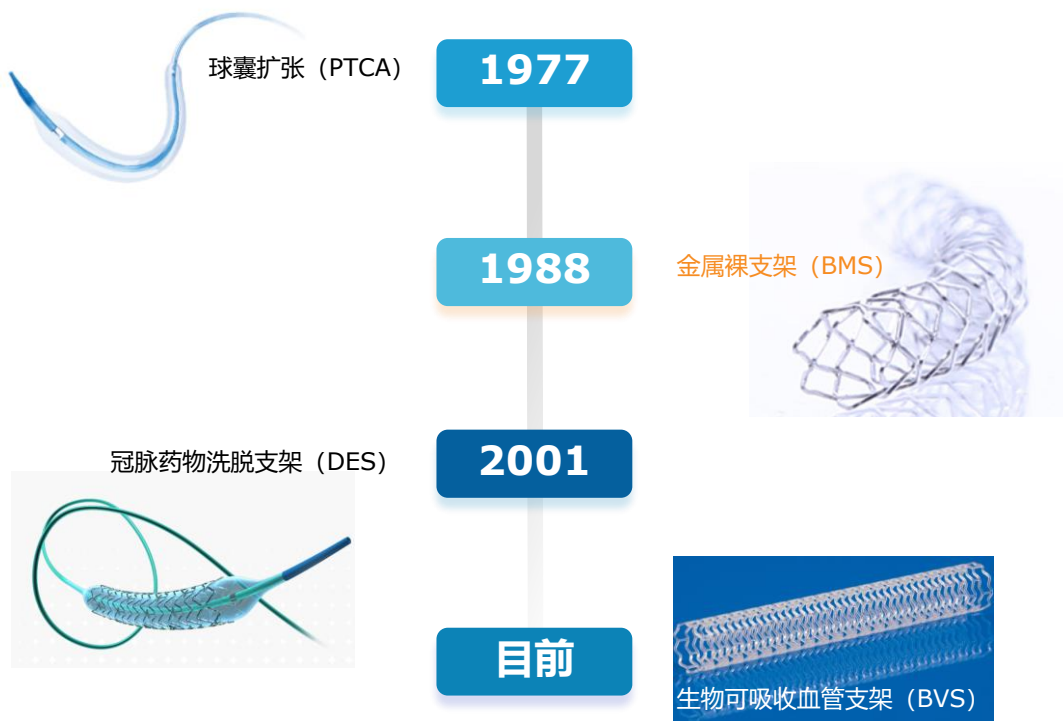 球囊扩张（PTCA）
1977
1988
金属裸支架（BMS）
冠脉药物洗脱支架（DES）
2001
目前
生物可吸收血管支架（BVS）